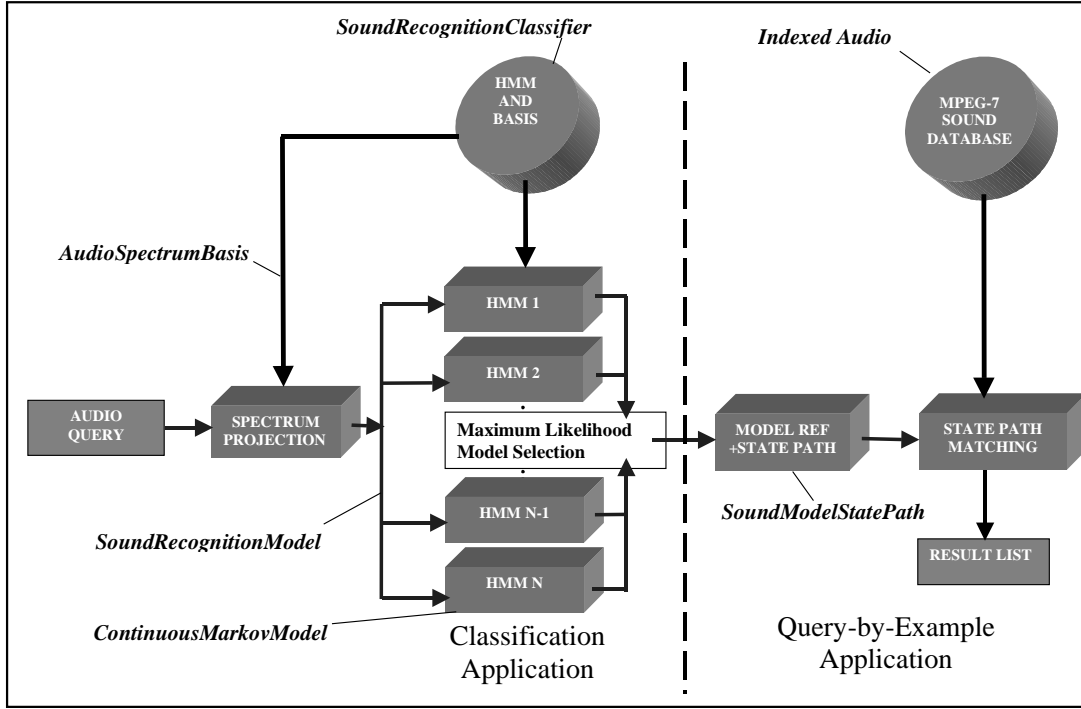 SoundRecognitionClassifier
Indexed Audio
HMM
AND
BASIS
MPEG-7
SOUND
DATABASE
AudioSpectrumBasis
HMM 1
HMM 2
AUDIO
QUERY
SPECTRUM
PROJECTION
Maximum Likelihood
Model Selection
MODEL REF
+STATE PATH
STATE PATH
MATCHING
SoundModelStatePath
HMM N-1
SoundRecognitionModel
RESULT LIST
HMM N
ContinuousMarkovModel
Classification
Application
Query-by-Example
Application